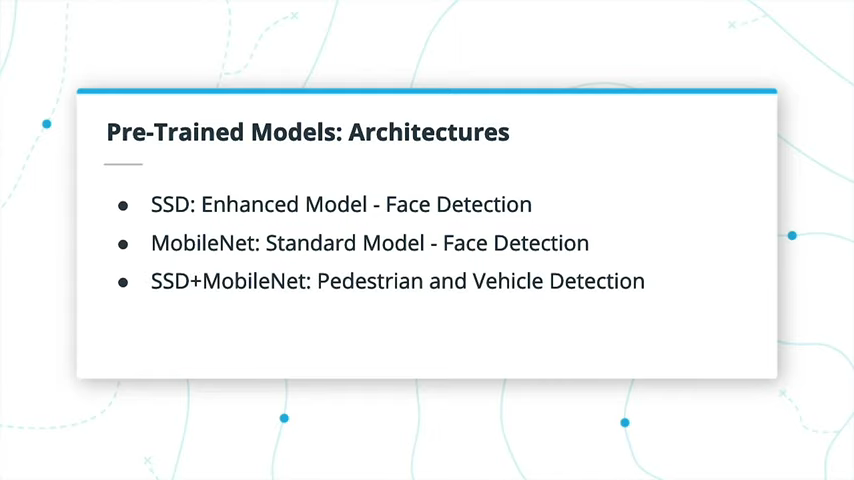 Pre-Trained Models: Architectures
● SSD: Enhanced Model - Face Detection
● MobileNet: Standard Model - Face Detection
● SSD+MobileNet: Pedestrian and Vehicle Detection